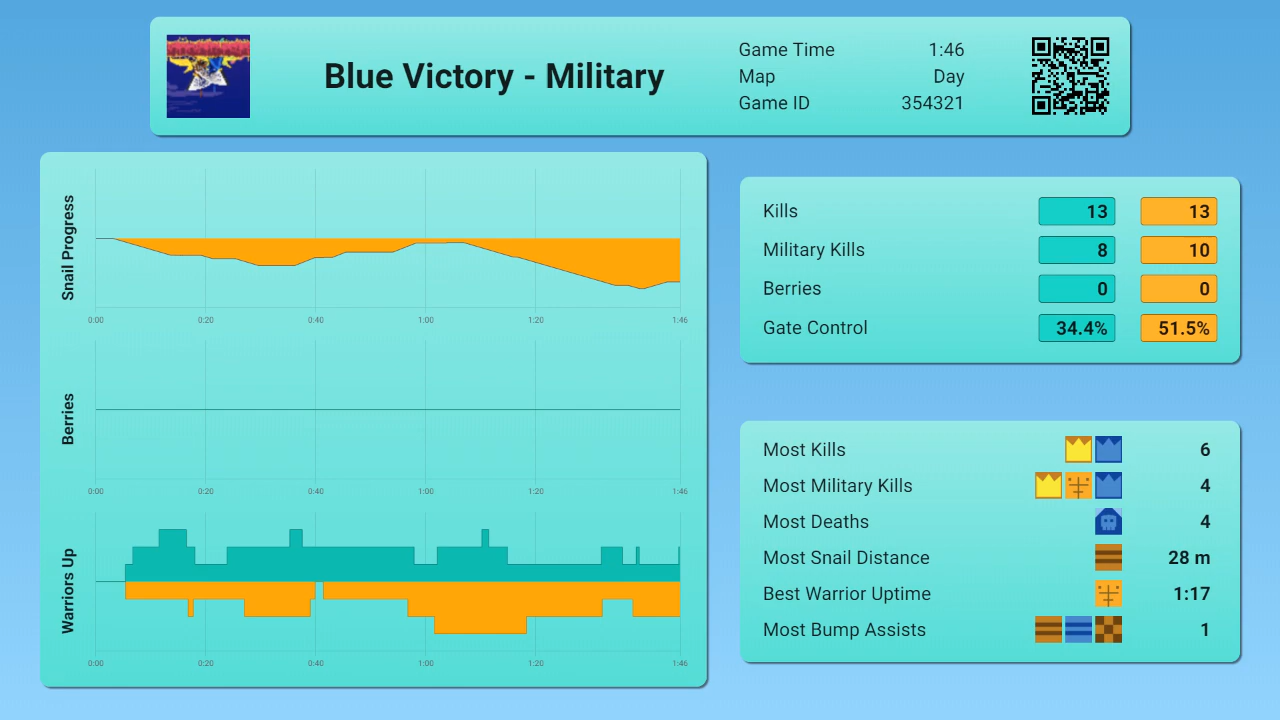 Blue Victory - Military
Game Time 1:46
Map Day
Game ID 354321
Snail Progress
0:00 0:20 0:40 1:00 1:20 1:46
Berries
0:00 0:20 0:40 1:00 1:20 1:46
Warriors Up
0:00 0:20 0:40 1:00 1:20 1:46
Kills 13 13
Military Kills 8 10
Berries 0 0
Gate Control 34.4% 51.5%
Most Kills 6
Most Military Kills 4
Most Deaths 4
Most Snail Distance 28 m
Best Warrior Uptime 1:17
Most Bump Assists 1